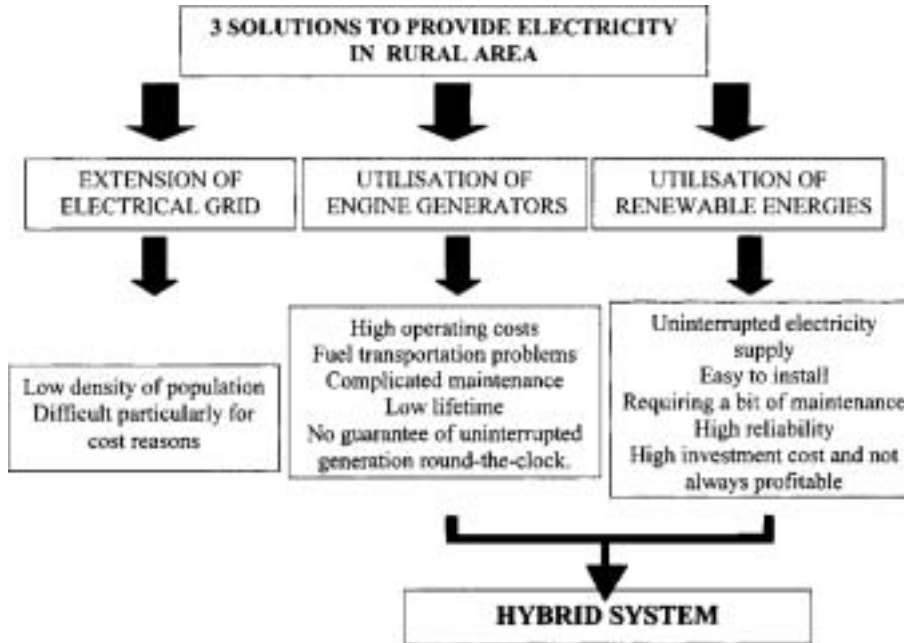 3 SOLUTIONS TO PROVIDE ELECTRICITY
IN RURAL AREA
EXTENSION OF
ELECTRICAL GRID
UTILISATION OF
ENGINE GENERATORS
UTILISATION OF
RENEWABLE ENERGIES
Low density of population
Difficult particularly for
cost reasons
High operating costs
Fuel transportation problems
Complicated maintenance
Low lifetime
No guarantee of uninterrupted
generation round-the-clock.
Uninterrupted electricity
supply
Easy to install
Requiring a bit of maintenance
High reliability
High investment cost and not
always profitable
HYBRID SYSTEM